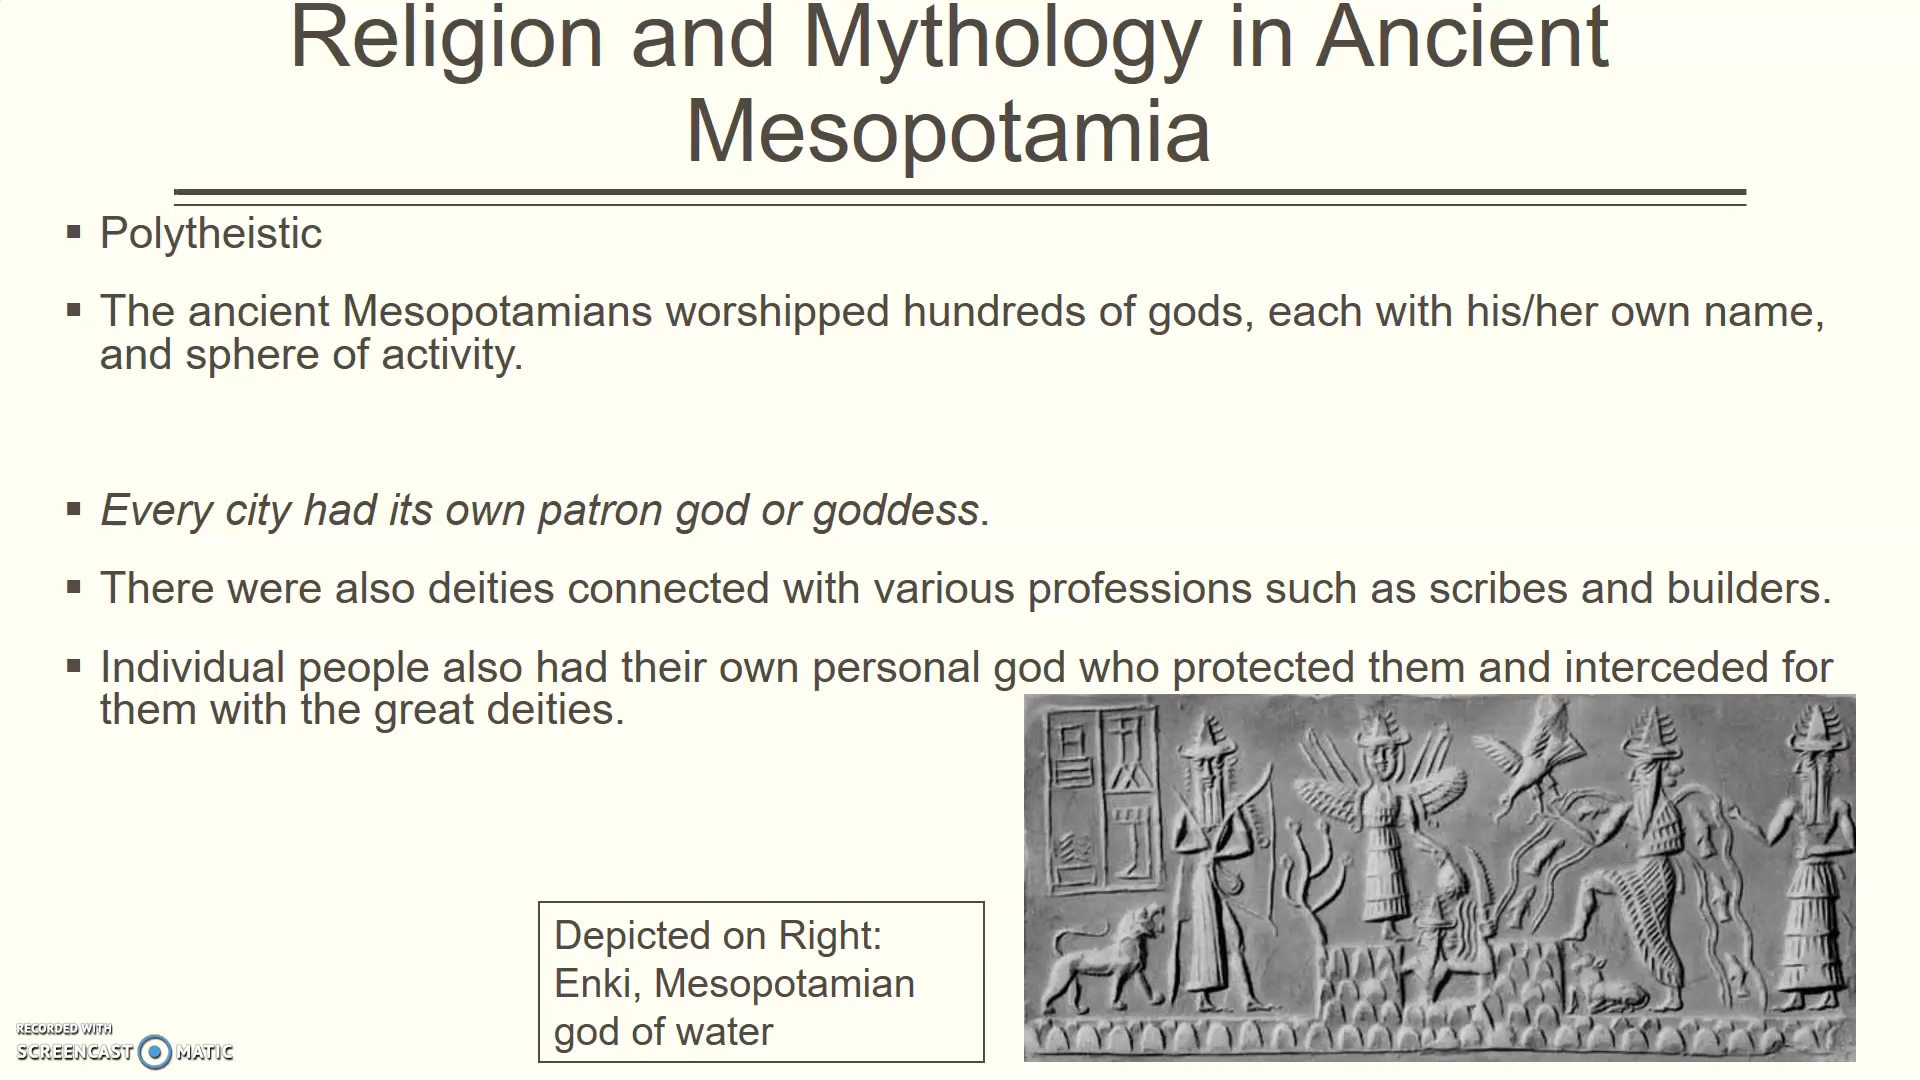 Religion and Mythology in Ancient
Mesopotamia
▪ Polytheistic
▪ The ancient Mesopotamians worshipped hundreds of gods, each with his/her own name,
and sphere of activity.
▪ Every city had its own patron god or goddess.
▪ There were also deities connected with various professions such as scribes and builders.
▪ Individual people also had their own personal god who protected them and interceded for
them with the great deities.
Depicted on Right:
Enki, Mesopotamian
god of water
RECORDED WITH
SCREENCAST MATIC